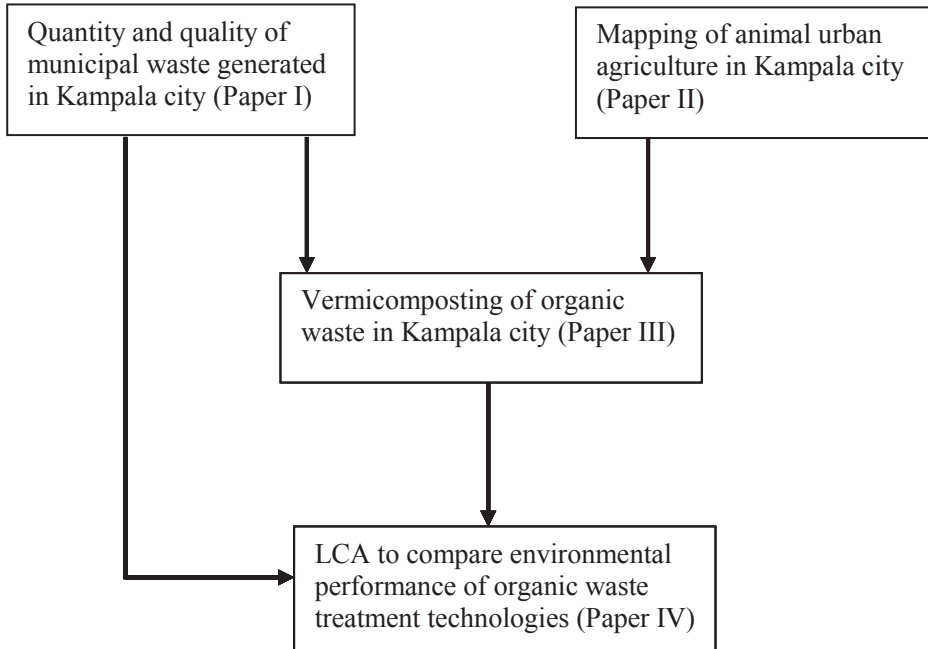 Quantity and quality of
municipal waste generated
in Kampala city (Paper I)
Mapping of animal urban
agriculture in Kampala city
(Paper II)
Vermicomposting of organic
waste in Kampala city (Paper III)
LCA to compare environmental
performance of organic waste
treatment technologies (Paper IV)